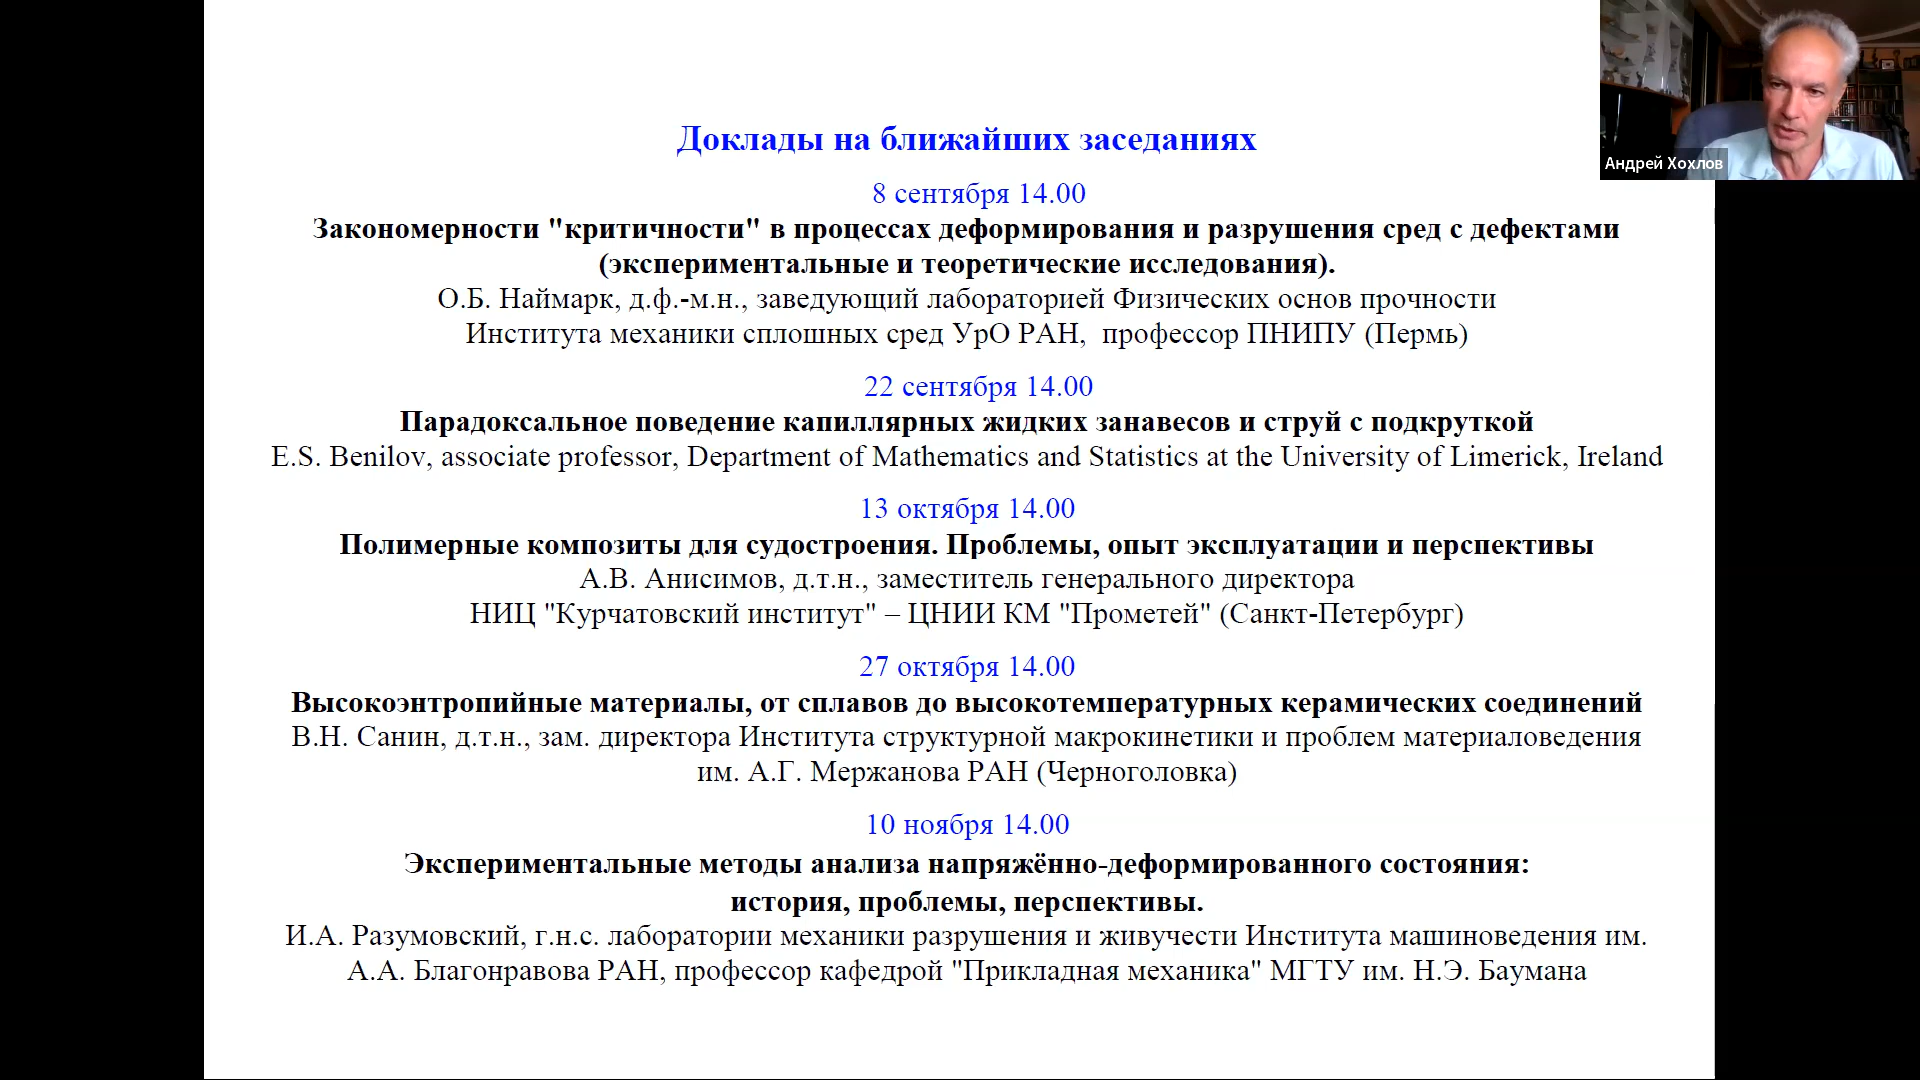 Доклады на ближайших заседаниях
Андрей Хохлов
8 сентября 14.00
Закономерности "критичности" в процессах деформирования и разрушения сред с дефектами
(экспериментальные и теоретические исследования).
О.Б. Наймарк, д.ф.-м.н., заведующий лабораторией Физических основ прочности
Института механики сплошных сред УрО РАН, профессор ПНИПУ (Пермь)
22 сентября 14.00
Парадоксальное поведение капиллярных жидких занавесов и струй с подкруткой
E.S. Benilov, associate professor, Department of Mathematics and Statistics at the University of Limerick, Ireland
13 октября 14.00
Полимерные композиты для судостроения. Проблемы, опыт эксплуатации и перспективы
А.В. Анисимов, д.т.н., заместитель генерального директора
НИЦ "Курчатовский институт" – ЦНИИ КМ "Прометей" (Санкт-Петербург)
27 октября 14.00
Высокоэнтропийные материалы, от сплавов до высокотемпературных керамических соединений
В.Н. Санин, д.т.н., зам. директора Института структурной макрокинетики и проблем материаловедения
им. А.Г. Мержанова РАН (Черноголовка)
10 ноября 14.00
Экспериментальные методы анализа напряжённо-деформированного состояния:
история, проблемы, перспективы.
И.А. Разумовский, г.н.с. лаборатории механики разрушения и живучести Института машиноведения им.
А.А. Благонравова РАН, профессор кафедрой "Прикладная механика" МГТУ им. Н.Э. Баумана